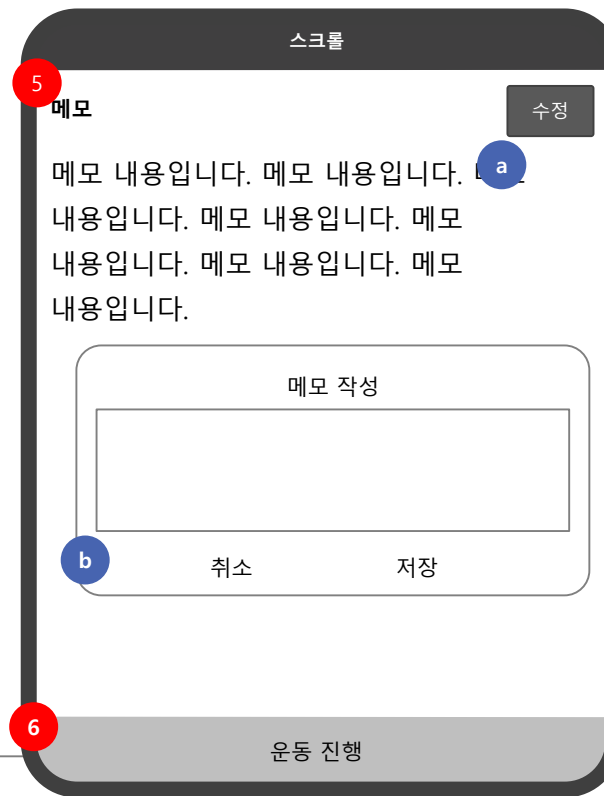 스크롤
5
메모
수정
a
메모 내용입니다. 메모 내용입니다.
내용입니다. 메모 내용입니다. 메모
내용입니다. 메모 내용입니다. 메모
내용입니다.
메모 작성
b
취소 저장
6
운동 진행